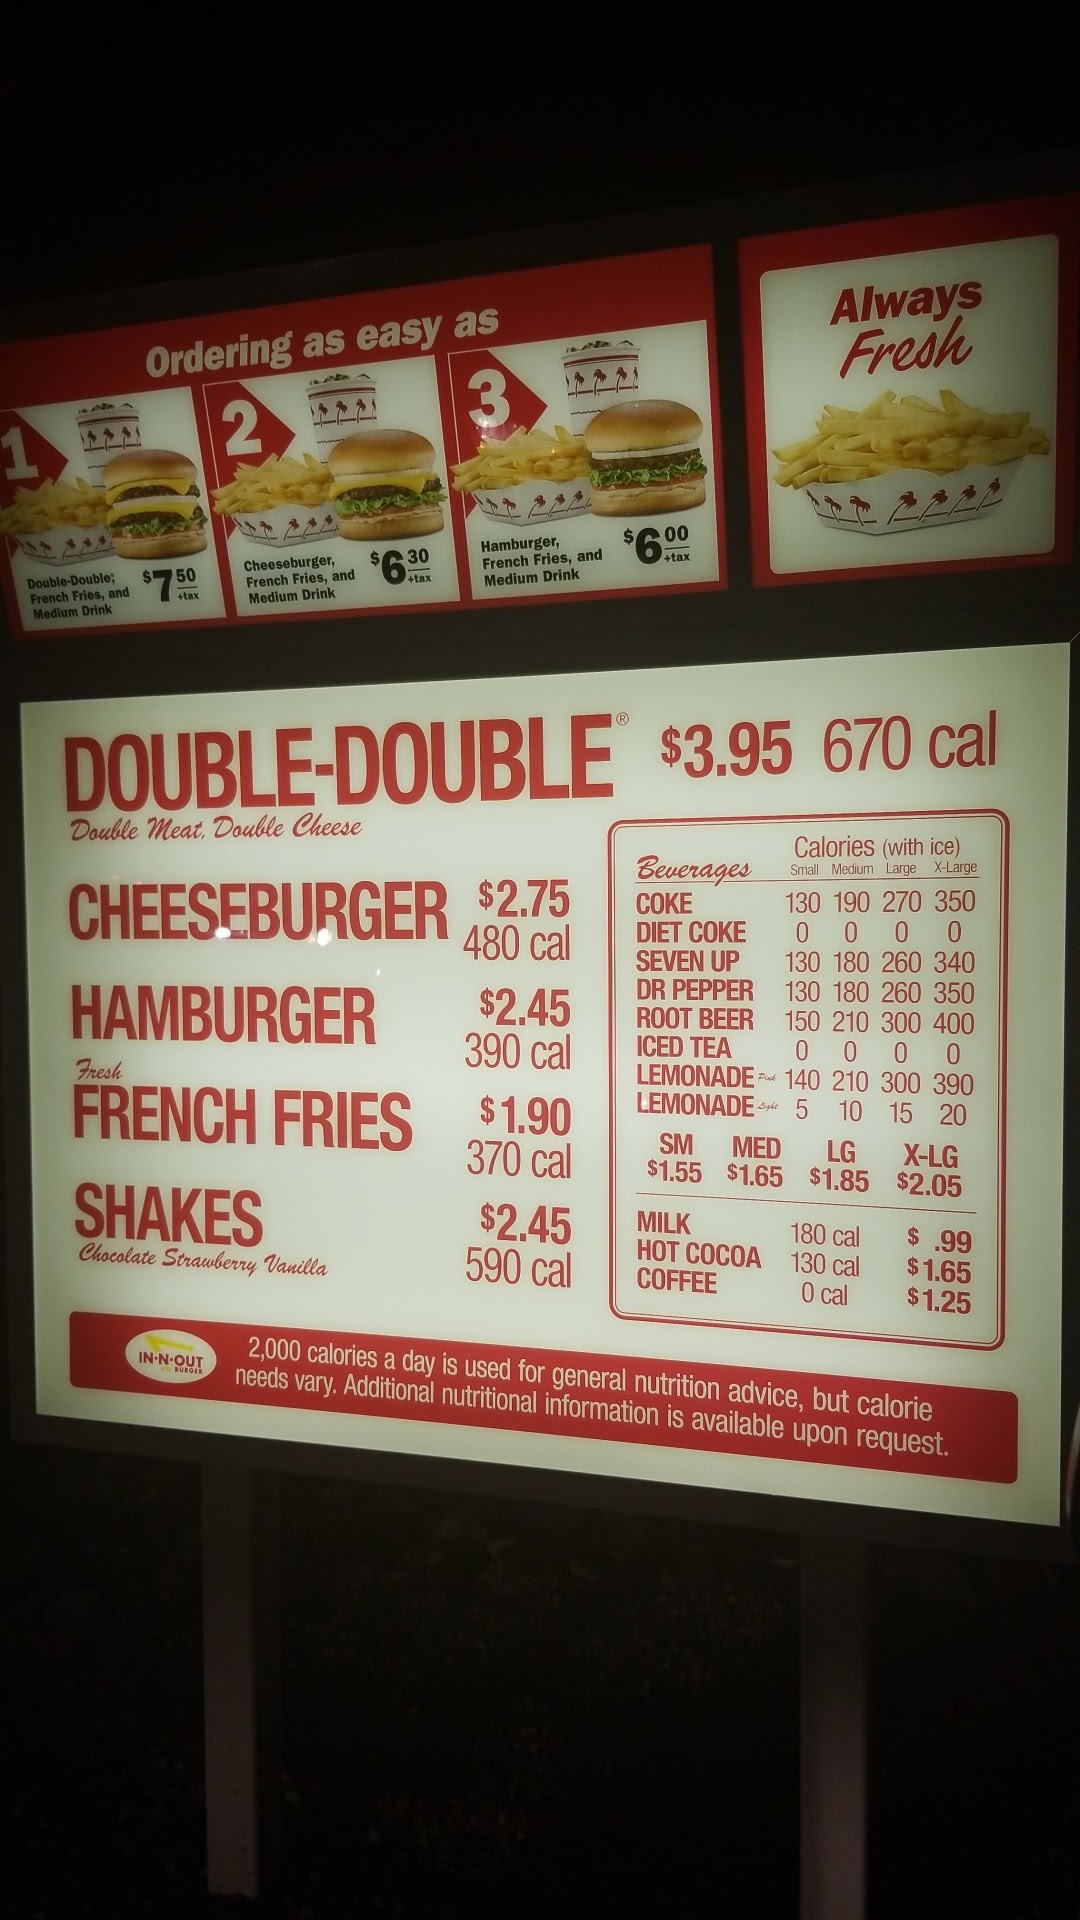 Ordering as easy as
1
Double-Double,
French Fries, and
Medium Drink
$7 50
+tax
2
Cheeseburger,
French Fries, and
Medium Drink
$6 30
+tax
3
Hamburger,
French Fries, and
Medium Drink
$6 00
+tax
Always
Fresh
DOUBLE-DOUBLE® $3.95 670 cal
Double Meat, Double Cheese
CHEESEBURGER $2.75
480 cal
HAMBURGER $2.45
390 cal
Fresh
FRENCH FRIES $1.90
370 cal
SHAKES $2.45
Chocolate Strawberry Vanilla 590 cal
Calories (with ice)
Beverages Small Medium Large X-Large
COKE 130 190 270 350
DIET COKE 0 0 0 0
SEVEN UP 130 180 260 340
DR PEPPER 130 180 260 350
ROOT BEER 150 210 300 400
ICED TEA 0 0 0 0
LEMONADE Pink 140 210 300 390
LEMONADE Light 5 10 15 20
SM MED LG X-LG
$1.55 $1.65 $1.85 $2.05
MILK 180 cal $ .99
HOT COCOA 130 cal $1.65
COFFEE 0 cal $1.25
IN-N-OUT
BURGER
2,000 calories a day is used for general nutrition advice, but calorie
needs vary. Additional nutritional information is available upon request.